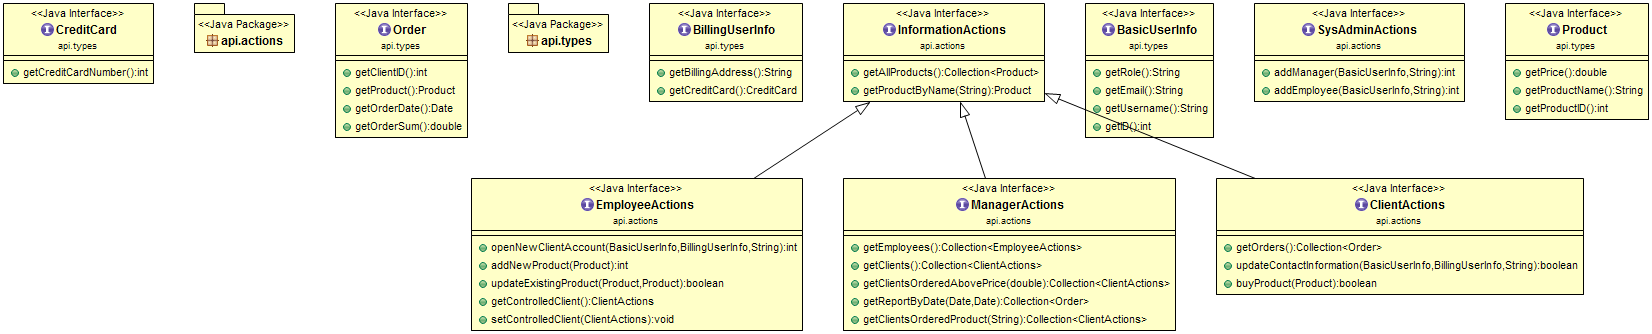 <<Java Interface>>
CreditCard
api.types
getCreditCardNumber():int
<<Java Package>>
api.actions
<<Java Interface>>
Order
api.types
getClientID():int
getProduct():Product
getOrderDate():Date
getOrderSum():double
<<Java Package>>
api.types
<<Java Interface>>
BillingUserInfo
api.types
getBillingAddress():String
getCreditCard():CreditCard
<<Java Interface>>
InformationActions
api.actions
getAllProducts():Collection<Product>
getProductByName(String):Product
<<Java Interface>>
BasicUserInfo
api.types
getRole():String
getEmail():String
getUsername():String
getID():int
<<Java Interface>>
SysAdminActions
api.actions
addManager(BasicUserInfo,String):int
addEmployee(BasicUserInfo,String):int
<<Java Interface>>
Product
api.types
getPrice():double
getProductName():String
getProductID():int
<<Java Interface>>
EmployeeActions
api.actions
openNewClientAccount(BasicUserInfo,BillingUserInfo,String):int
addNewProduct(Product):int
updateExistingProduct(Product,Product):boolean
getControlledClient():ClientActions
setControlledClient(ClientActions):void
<<Java Interface>>
ManagerActions
api.actions
getEmployees():Collection<EmployeeActions>
getClients():Collection<ClientActions>
getClientsOrderedAbovePrice(double):Collection<ClientActions>
getReportByDate(Date,Date):Collection<Order>
getClientsOrderedProduct(String):Collection<ClientActions>
<<Java Interface>>
ClientActions
api.actions
getOrders():Collection<Order>
updateContactInformation(BasicUserInfo,BillingUserInfo,String):boolean
buyProduct(Product):boolean